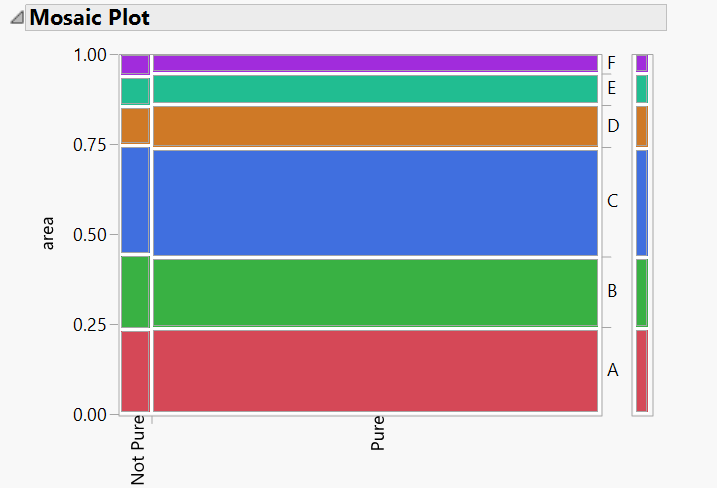 Mosaic Plot
1.00
0.75
0.50
0.25
0.00
area
F
E
D
C
B
A
Not Pure
Pure